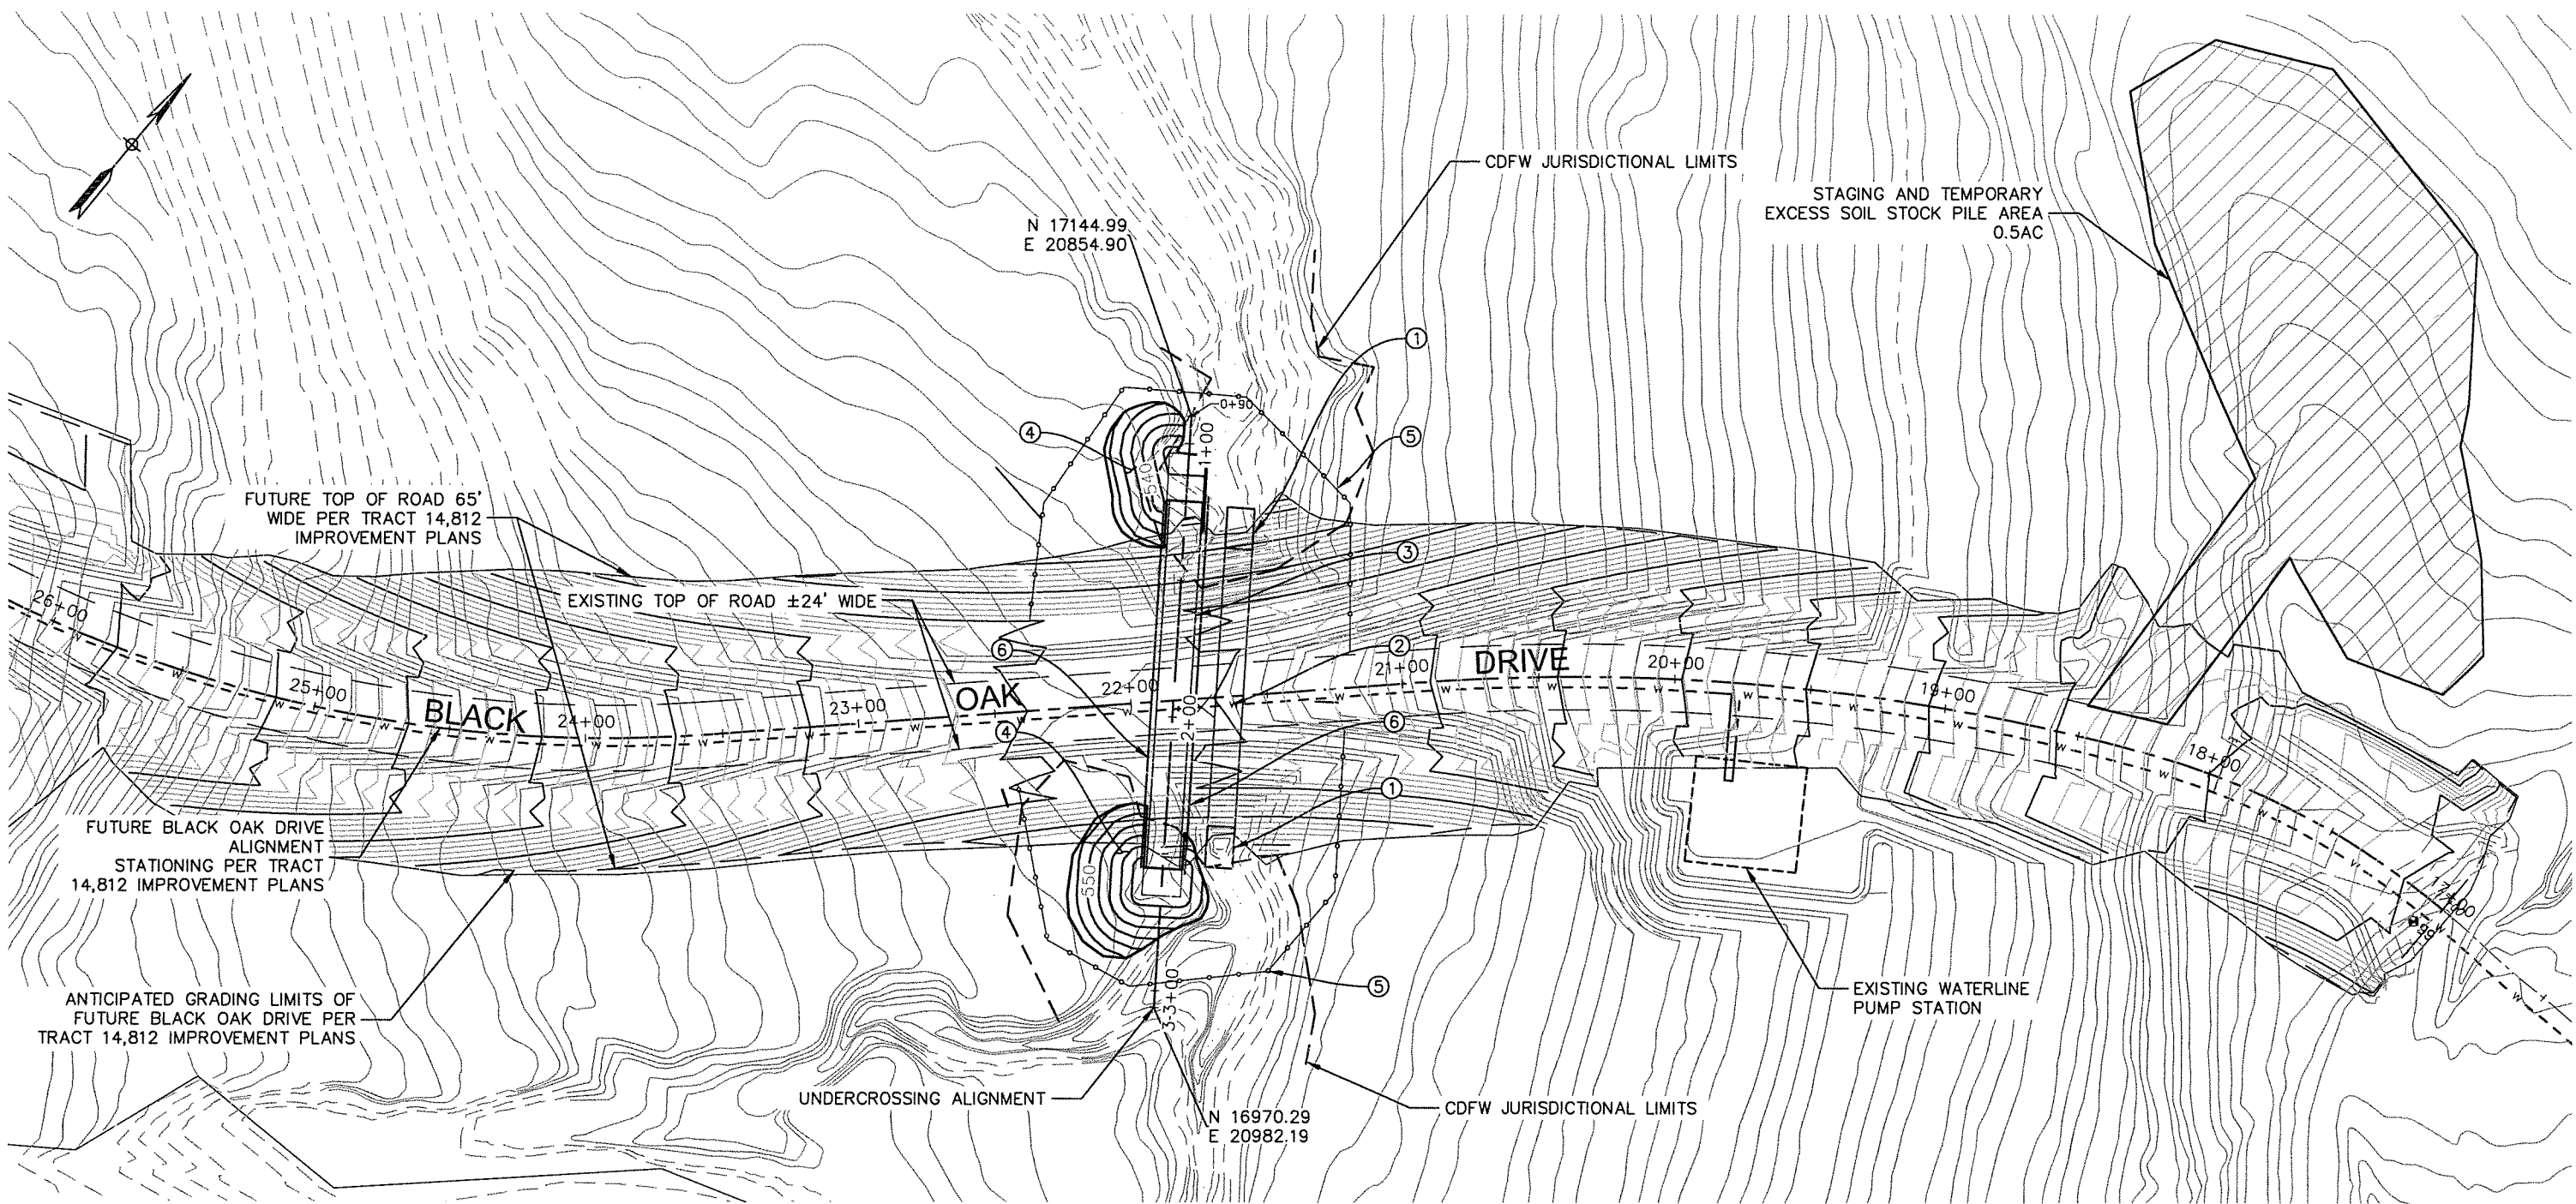 CDFW JURISDICTIONAL LIMITS
STAGING AND TEMPORARY
EXCESS SOIL STOCK PILE AREA
0.5AC
N 17144.99
E 20854.90
1
0+90
4
5
1+00
540
FUTURE TOP OF ROAD 65'
WIDE PER TRACT 14,812
IMPROVEMENT PLANS
3
EXISTING TOP OF ROAD ±24' WIDE
26+00
6
2
25+00
BLACK
24+00
23+00
OAK
22+00
2+00
21+00
DRIVE
20+00
19+00
18+00
4
6
1
FUTURE BLACK OAK DRIVE
ALIGNMENT
STATIONING PER TRACT
14,812 IMPROVEMENT PLANS
550
ANTICIPATED GRADING LIMITS OF
FUTURE BLACK OAK DRIVE PER
TRACT 14,812 IMPROVEMENT PLANS
5
EXISTING WATERLINE
PUMP STATION
UNDERCROSSING ALIGNMENT
N 16970.29
E 20982.19
CDFW JURISDICTIONAL LIMITS